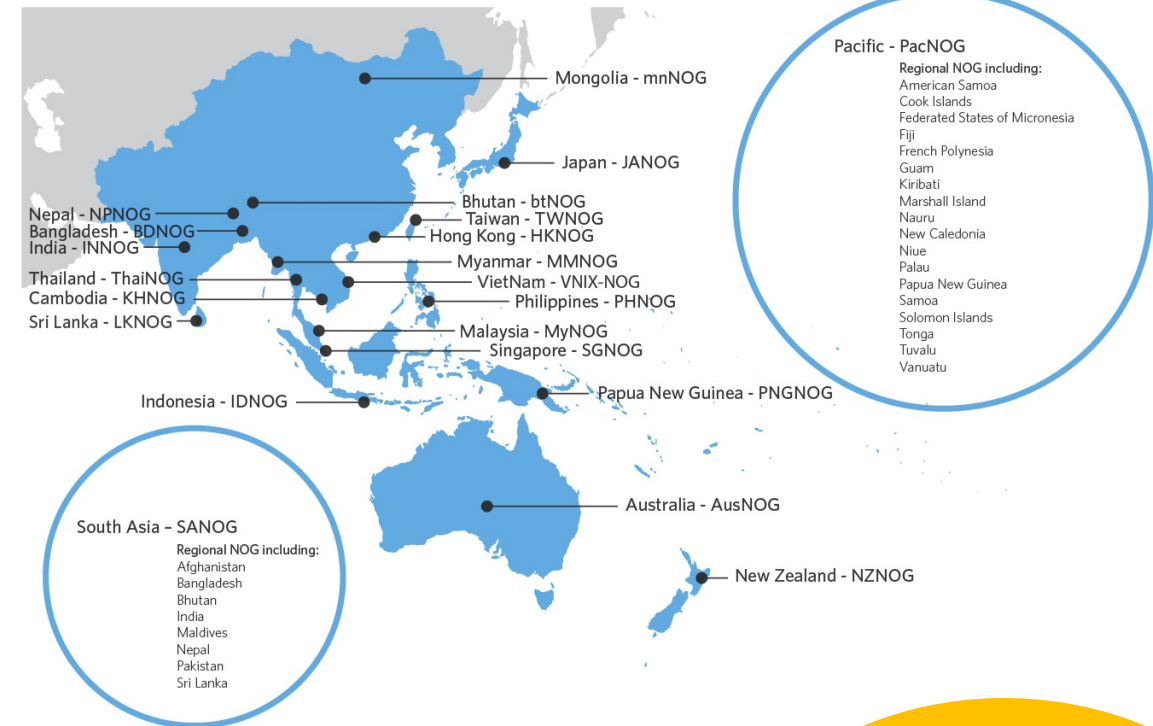 Pacific - PacNOG
Regional NOG including:
American Samoa
Cook Islands
Federated States of Micronesia
Fiji
French Polynesia
Guam
Kiribati
Marshall Island
Nauru
New Caledonia
Niue
Palau
Papua New Guinea
Samoa
Solomon Islands
Tonga
Tuvalu
Vanuatu
Mongolia - mnNOG
Japan - JANOG
Bhutan - btNOG
Taiwan - TWNOG
Hong Kong - HKNOG
Myanmar - MMNOG
VietNam - VNIX-NOG
Philippines - PHNOG
Malaysia - MyNOG
Singapore - SGNOG
Nepal - NPNOG
Bangladesh - BDNOG
India - INNOG
Thailand - ThaiNOG
Cambodia - KHNOG
Sri Lanka - LKNOG
Indonesia - IDNOG
Papua New Guinea - PNGNOG
Australia - AusNOG
New Zealand - NZNOG
South Asia – SANOG
Regional NOG including:
Afghanistan
Bangladesh
Bhutan
India
Maldives
Nepal
Pakistan
Sri Lanka